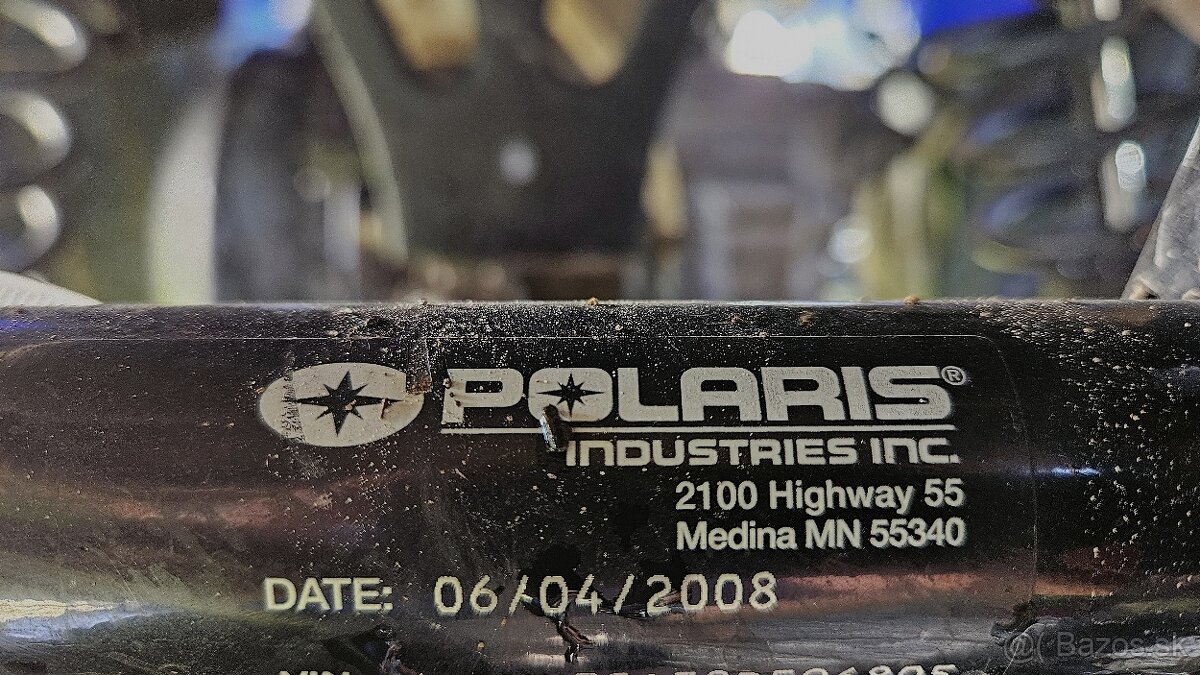 POLARIS®
INDUSTRIES INC.
2100 Highway 55
Medina MN 55340
DATE: 06/04/2008
Bazos.sk